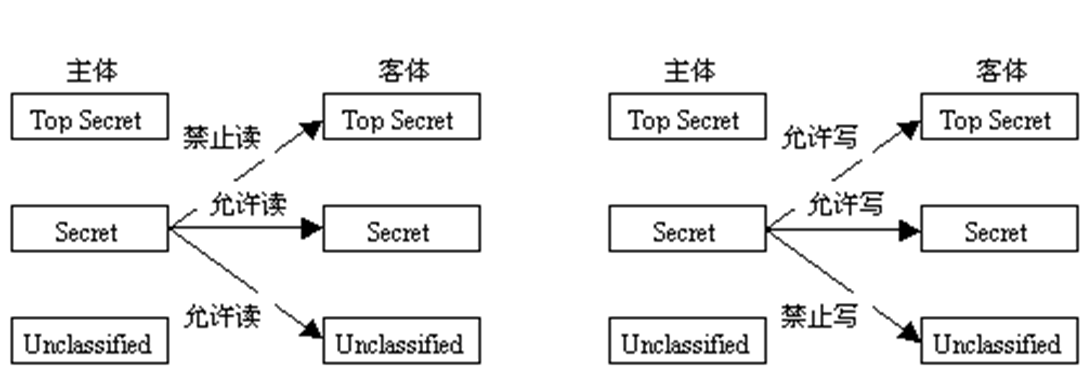 主体 客体
Top Secret Top Secret
禁止读
允许读
Secret Secret
允许读
Unclassified Unclassified
主体 客体
Top Secret Top Secret
允许写
允许写
Secret Secret
禁止写
Unclassified Unclassified